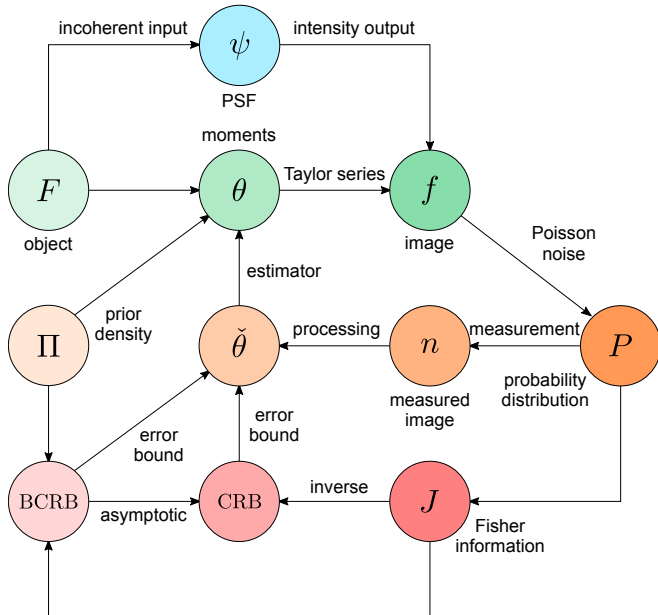 incoherent input
ψ
intensity output
PSF
moments
F
θ
Taylor series
f
object
image
Poisson
noise
estimator
prior
density
Π
θ̌
processing
n
measurement
P
measured
image
probability
distribution
error
bound
error
bound
BCRB
asymptotic
CRB
inverse
J
Fisher
information